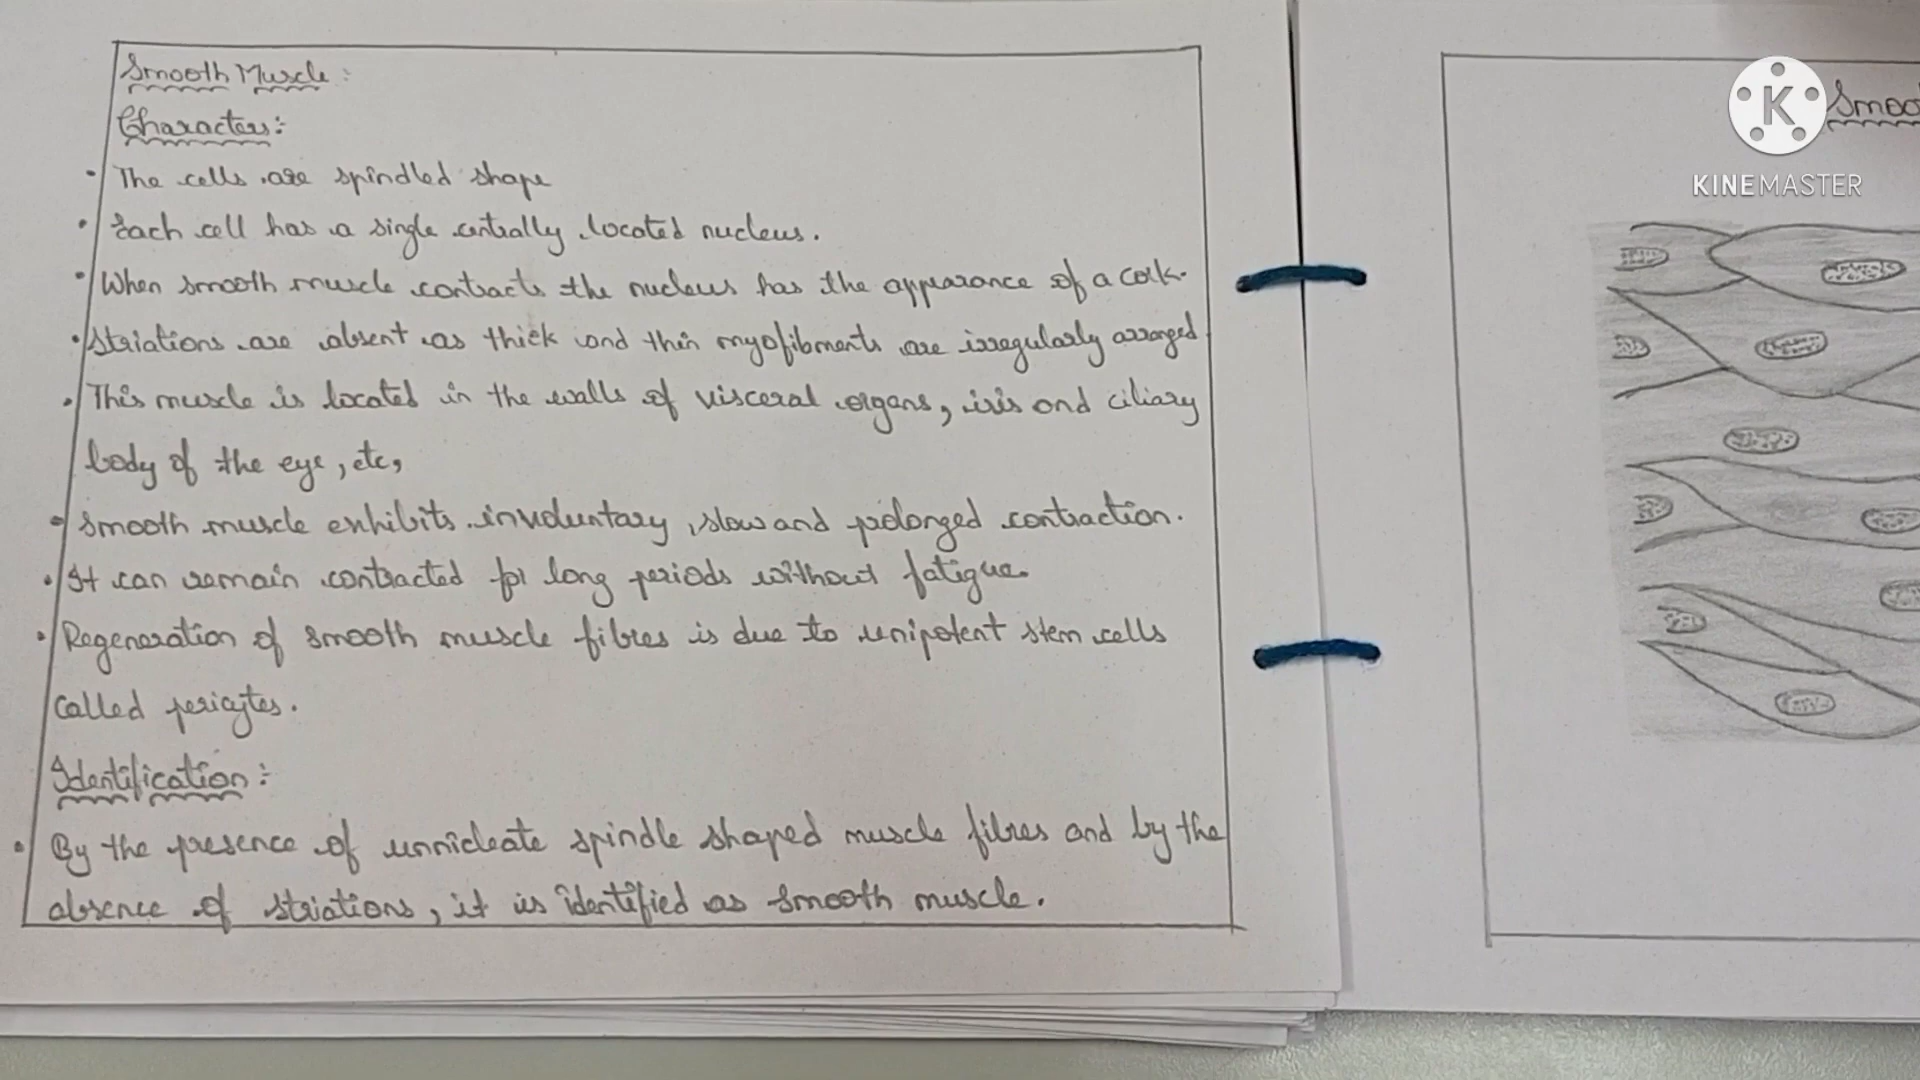 Smooth Muscle:
Characters:
• The cells are spindled shape
• Each cell has a single centrally located nucleus.
• When smooth muscle contracts the nucleus has the appearance of a cork.
• Striations are absent as thick and thin myofibments are irregularly arranged.
• This muscle is located in the walls of visceral organs, iris and ciliary
body of the eye, etc,
• Smooth muscle exhibits involuntary, slow and prolonged contraction.
• It can remain contracted for long periods without fatigue.
• Regeneration of smooth muscle fibres is due to unipotent stem cells
called pericytes.
Identification:
• By the presence of unnicleate spindle shaped muscle fibres and by the
absence of striations, it is identified as smooth muscle.
K
KINEMASTER
Smoo